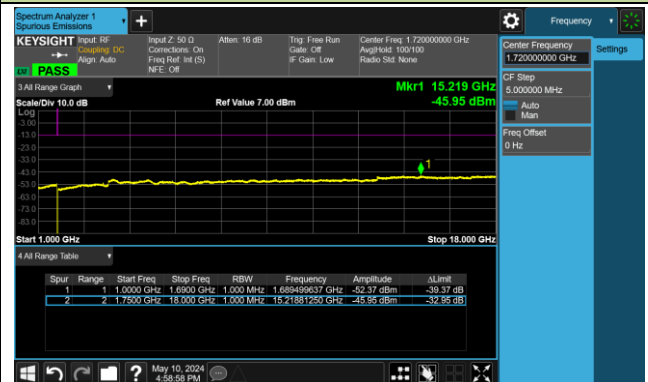 Spectrum Analyzer 1
Spurious Emissions
Frequency
KEYSIGHT Input: RF
Coupling: DC
Align: Auto
PASS
Input Z: 50 Ω
Corrections: On
Freq Ref: Int (S)
NFE: Off
Atten: 16 dB
Trig: Free Run
Gate: Off
IF Gain: Low
Center Freq: 1.720000000 GHz
Avg|Hold: 100/100
Radio Std: None
Center Frequency
1.720000000 GHz
Settings
CF Step
5.000000 MHz
Auto
Man
Freq Offset
0 Hz
3 All Range Graph
Mkr1 15.219 GHz
Scale/Div 10.0 dB
Ref Value 7.00 dBm
-45.95 dBm
Log
-3.00
-13.0
-23.0
-33.0
-43.0
-53.0
-63.0
-73.0
-83.0
1
Start 1.000 GHz
Stop 18.000 GHz
4 All Range Table
Spur Range Start Freq Stop Freq RBW Frequency Amplitude ΔLimit
1 1 1.0000 GHz 1.6900 GHz 1.000 MHz 1.689499637 GHz -52.37 dBm -39.37 dB
2 2 1.7500 GHz 18.000 GHz 1.000 MHz 15.21881250 GHz -45.95 dBm -32.95 dB
May 10, 2024
4:58:58 PM